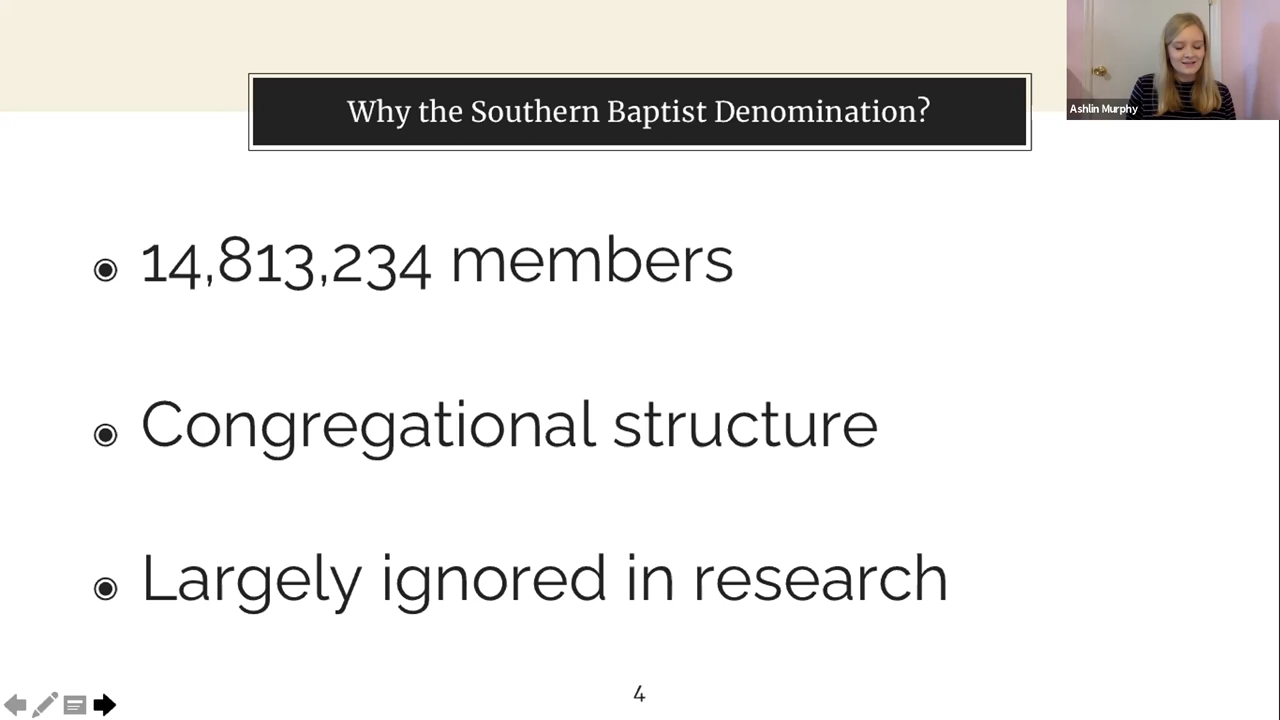 Why the Southern Baptist Denomination?
Ashlin Murphy
14,813,234 members
Congregational structure
Largely ignored in research
4